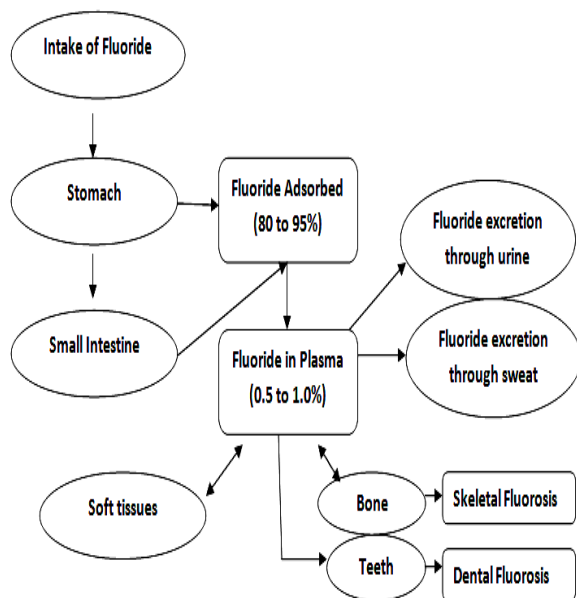 Intake of Fluoride
Stomach
Fluoride Adsorbed
(80 to 95%)
Fluoride excretion
through urine
Small Intestine
Fluoride in Plasma
(0.5 to 1.0%)
Fluoride excretion
through sweat
Soft tissues
Bone
Skeletal Fluorosis
Teeth
Dental Fluorosis